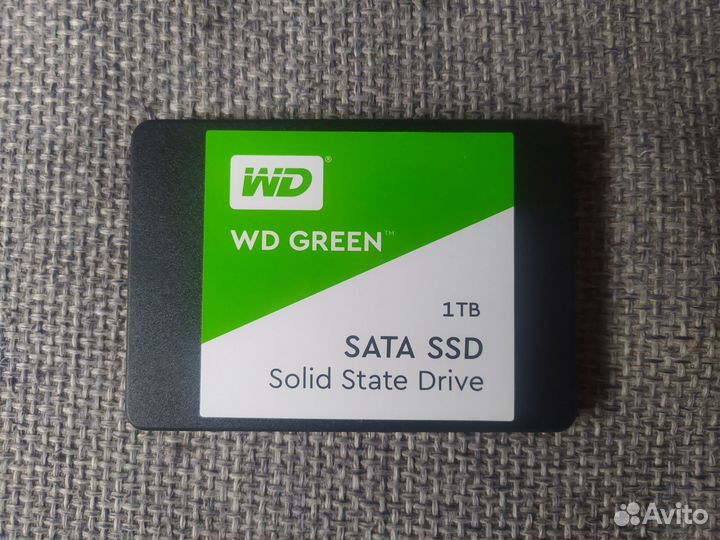 WD®
WD GREEN™
1TB
SATA SSD
Solid State Drive
Avito